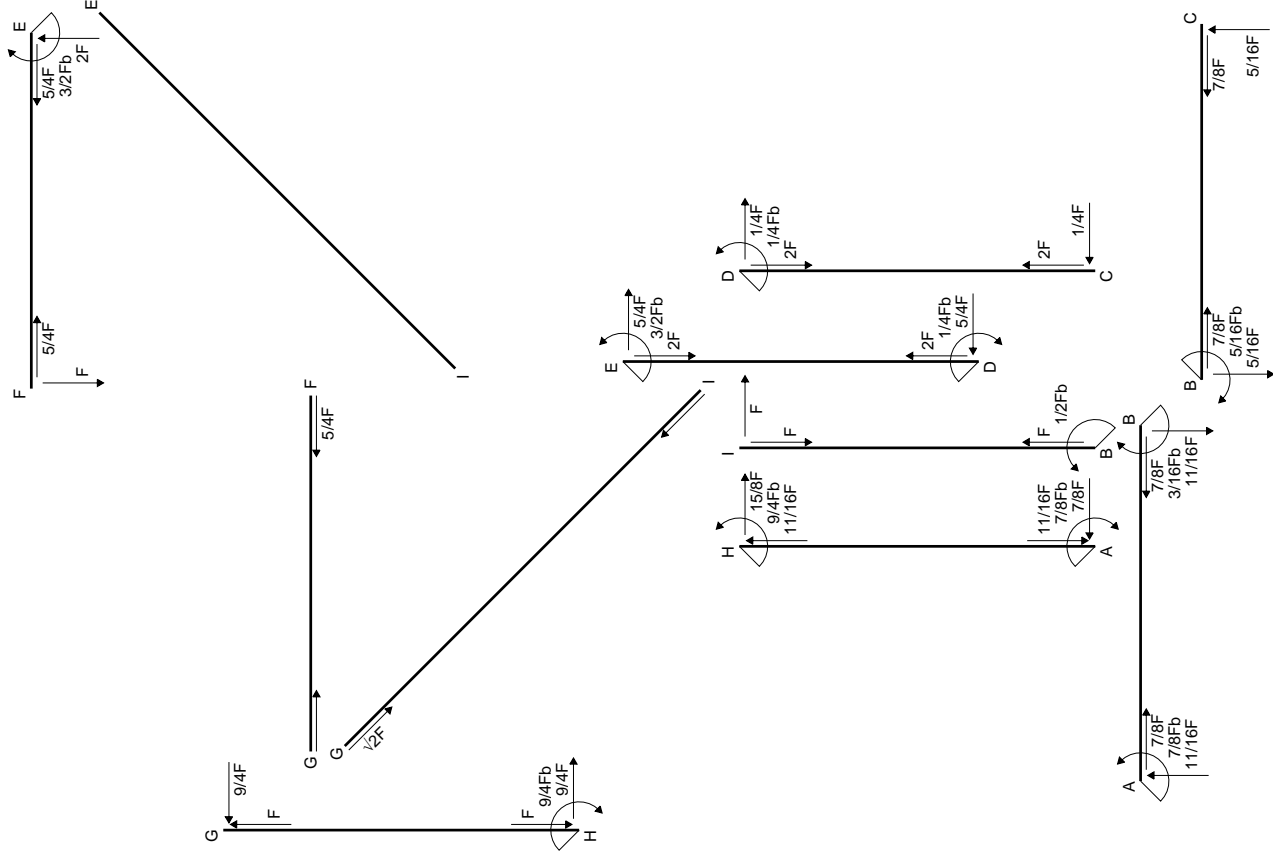 F
E
5/4F
F
5/4F
3/2Fb
2F
E
I
G
F
5/4F
G
I
√2F
G
H
9/4F
F
F
9/4Fb
9/4F
E
D
5/4F
3/2Fb
2F
2F
1/4Fb
5/4F
D
C
1/4F
1/4Fb
2F
2F
1/4F
I
B
F
F
F
1/2Fb
H
A
15/8F
9/4Fb
11/16F
11/16F
7/8Fb
7/8F
A
B
7/8F
7/8Fb
11/16F
7/8F
3/16Fb
11/16F
B
C
7/8F
5/16Fb
5/16F
7/8F
5/16F